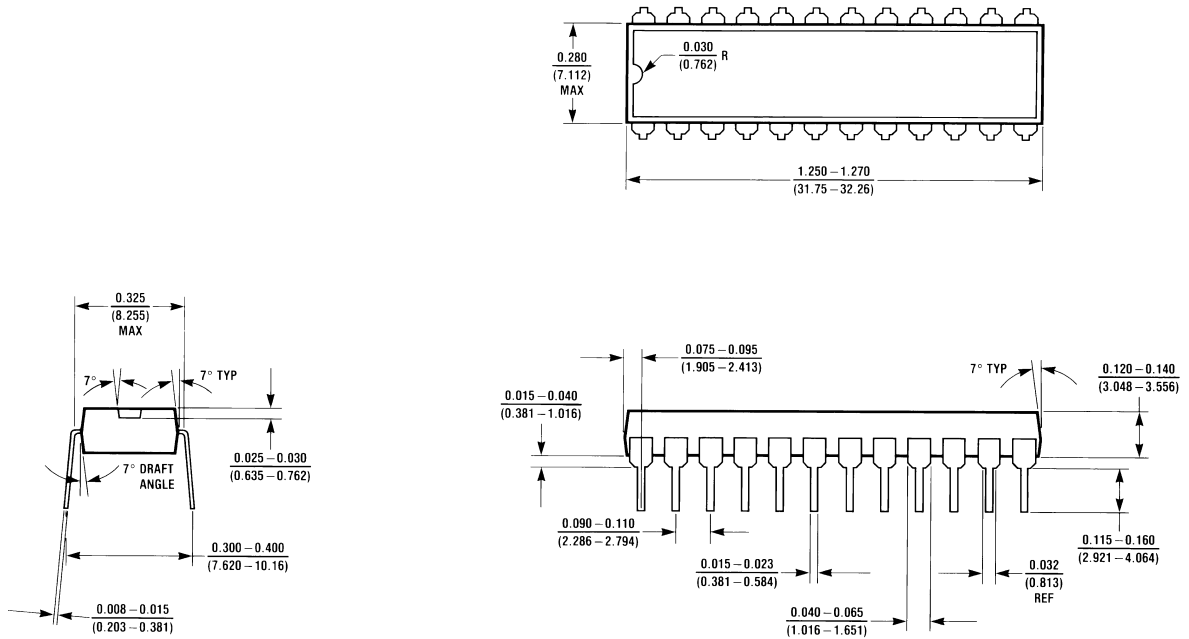 0.280
(7.112)
MAX
0.030
(0.762)
R
1.250 – 1.270
(31.75 – 32.26)
0.325
(8.255)
MAX
7°
7° TYP
0.025 – 0.030
(0.635 – 0.762)
7° DRAFT
ANGLE
0.300 – 0.400
(7.620 – 10.16)
0.008 – 0.015
(0.203 – 0.381)
0.075 – 0.095
(1.905 – 2.413)
7° TYP
0.120 – 0.140
(3.048 – 3.556)
0.015 – 0.040
(0.381 – 1.016)
0.090 – 0.110
(2.286 – 2.794)
0.015 – 0.023
(0.381 – 0.584)
0.040 – 0.065
(1.016 – 1.651)
0.032
(0.813)
REF
0.115 – 0.160
(2.921 – 4.064)